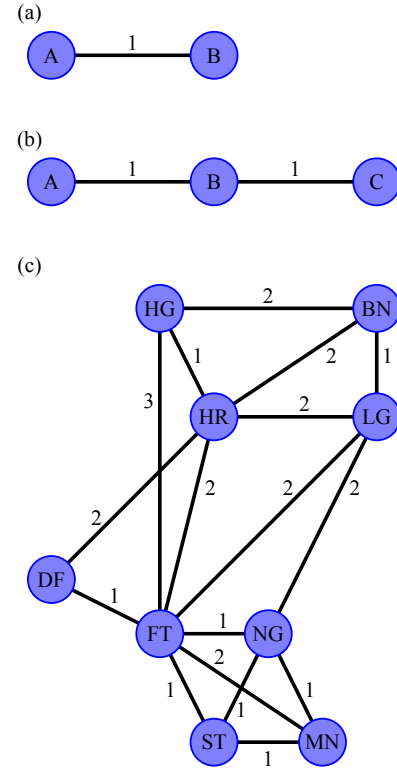 (a)
A 1 B
(b)
A 1 B 1 C
(c)
HG 2 BN
1 2 1
3 HR 2 LG
2 2 2 2
DF 1
FT 1 NG
2
1 1 1
ST 1 MN